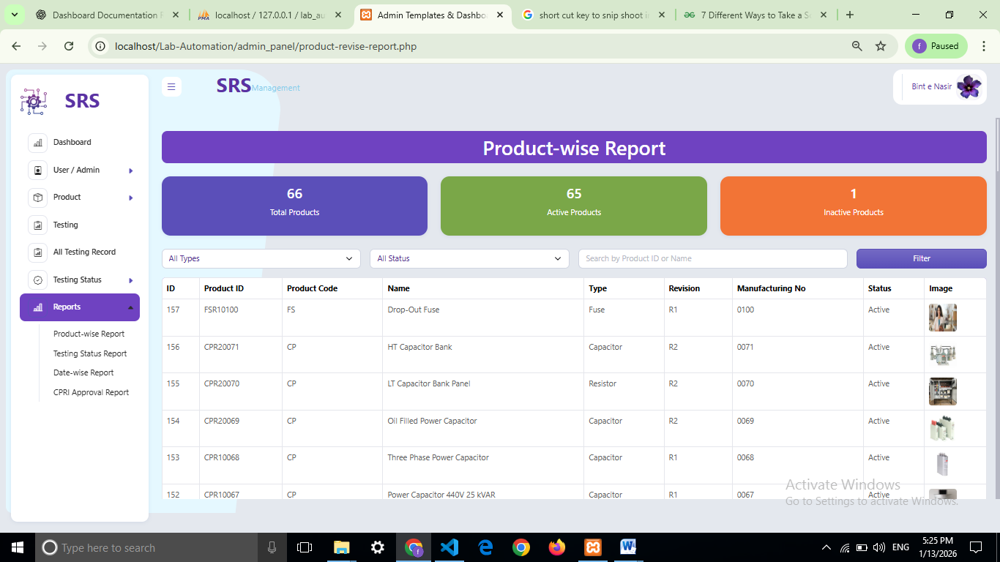 Dashboard Documentation
localhost / 127.0.0.1 / lab_au
Admin Templates & Dashbo
short cut key to snip shoot i
7 Different Ways to Take a S
localhost/Lab-Automation/admin_panel/product-revise-report.php
f Paused
SRS
SRS Management
Bint e Nasir
Dashboard
User / Admin
Product
Testing
All Testing Record
Testing Status
Reports
Product-wise Report
Testing Status Report
Date-wise Report
CPRI Approval Report
Product-wise Report
66
Total Products
65
Active Products
1
Inactive Products
All Types
All Status
Search by Product ID or Name
Filter
ID Product ID Product Code Name Type Revision Manufacturing No Status Image
157 FSR10100 FS Drop-Out Fuse Fuse R1 0100 Active
156 CPR20071 CP HT Capacitor Bank Capacitor R2 0071 Active
155 CPR20070 CP LT Capacitor Bank Panel Resistor R2 0070 Active
154 CPR20069 CP Oil Filled Power Capacitor Capacitor R2 0069 Active
153 CPR10068 CP Three Phase Power Capacitor Capacitor R1 0068 Active
152 CPR10067 CP Power Capacitor 440V 25 kVAR Capacitor R1 0067 Active
Activate Windows
Go to Settings to activate Windows.
Type here to search
ENG
5:25 PM
1/13/2026